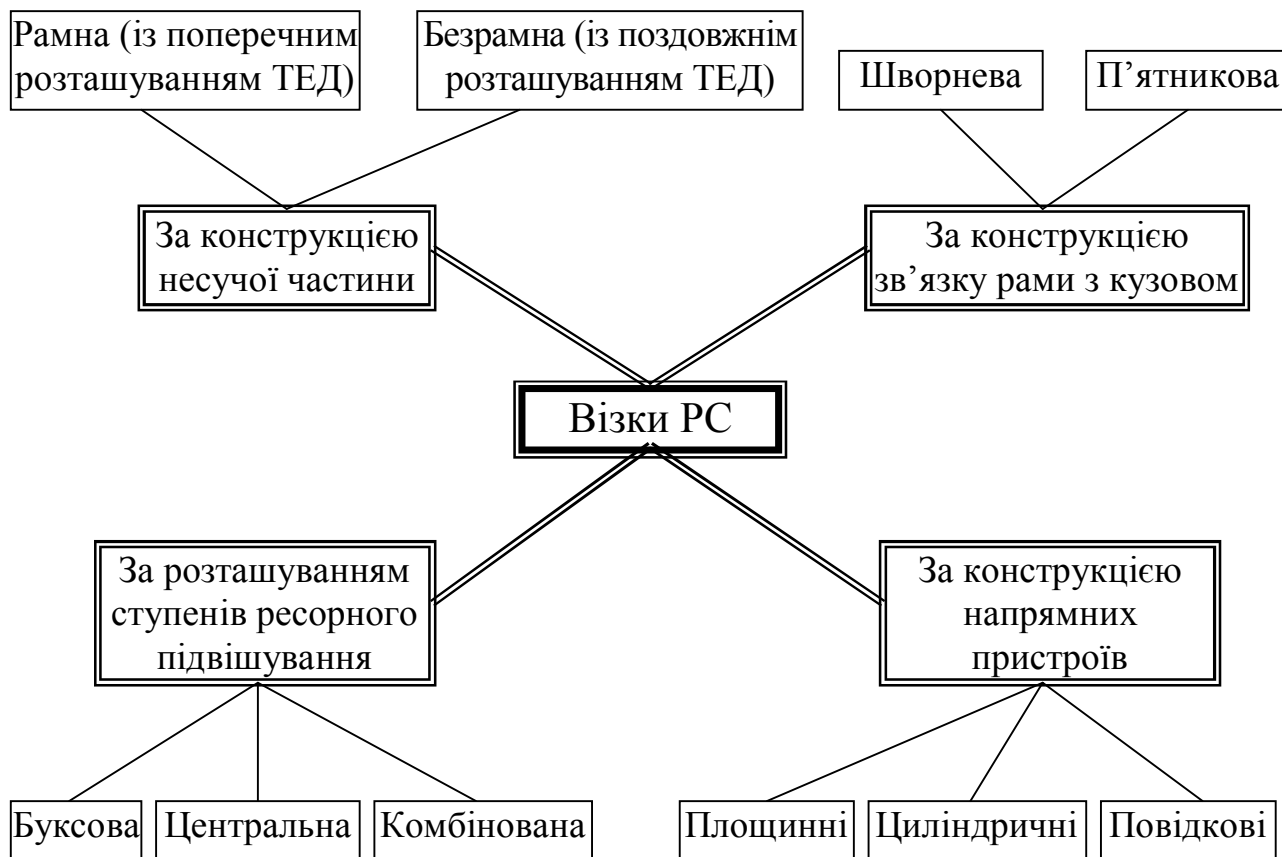 Рамна (із поперечним
розташуванням ТЕД)
Безрамна (із поздовжнім
розташуванням ТЕД)
Шворнева
П’ятникова
За конструкцією
несучої частини
За конструкцією
зв’язку рами з кузовом
Візки РС
За розташуванням
ступенів ресорного
підвішування
За конструкцією
напрямних
пристроїв
Буксова
Центральна
Комбінована
Площинні
Циліндричні
Повідкові